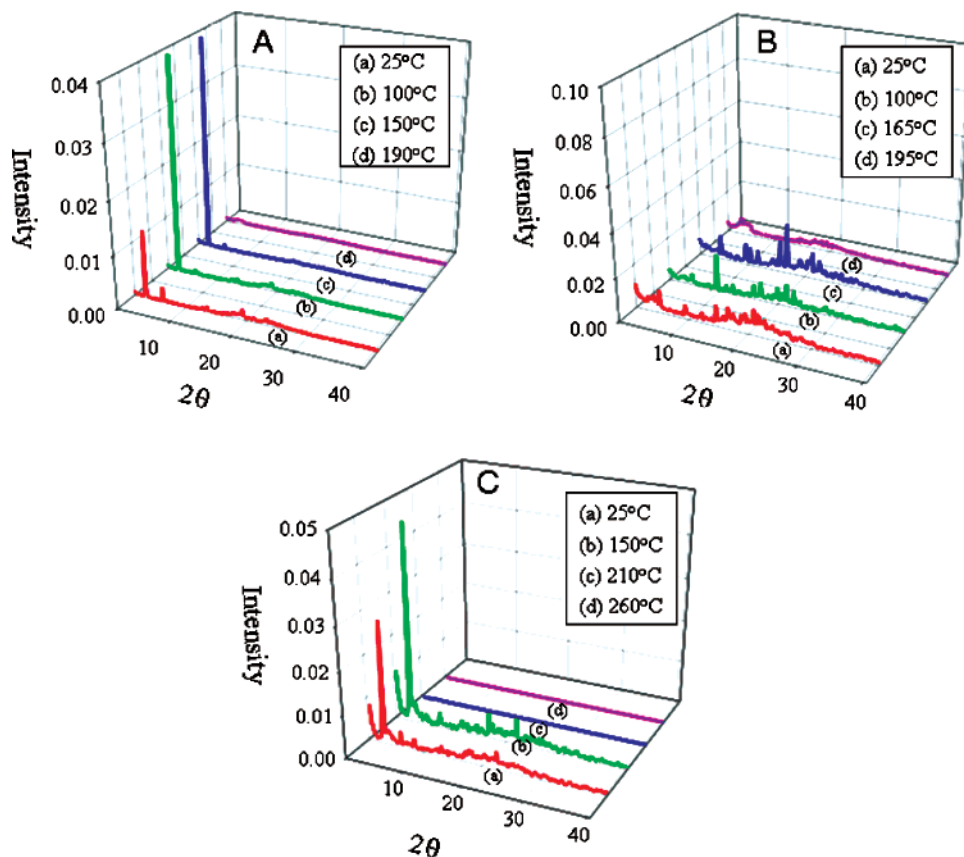 A
(a) 25°C
(b) 100°C
(c) 150°C
(d) 190°C
0.04
0.03
0.02
0.01
0.00
Intensity
10
20
30
40
2θ
(a)
(b)
(c)
(d)
B
(a) 25°C
(b) 100°C
(c) 165°C
(d) 195°C
0.10
0.08
0.06
0.04
0.02
0.00
Intensity
10
20
30
40
2θ
(a)
(b)
(c)
(d)
C
(a) 25°C
(b) 150°C
(c) 210°C
(d) 260°C
0.05
0.04
0.03
0.02
0.01
0.00
Intensity
10
20
30
40
2θ
(a)
(b)
(c)
(d)